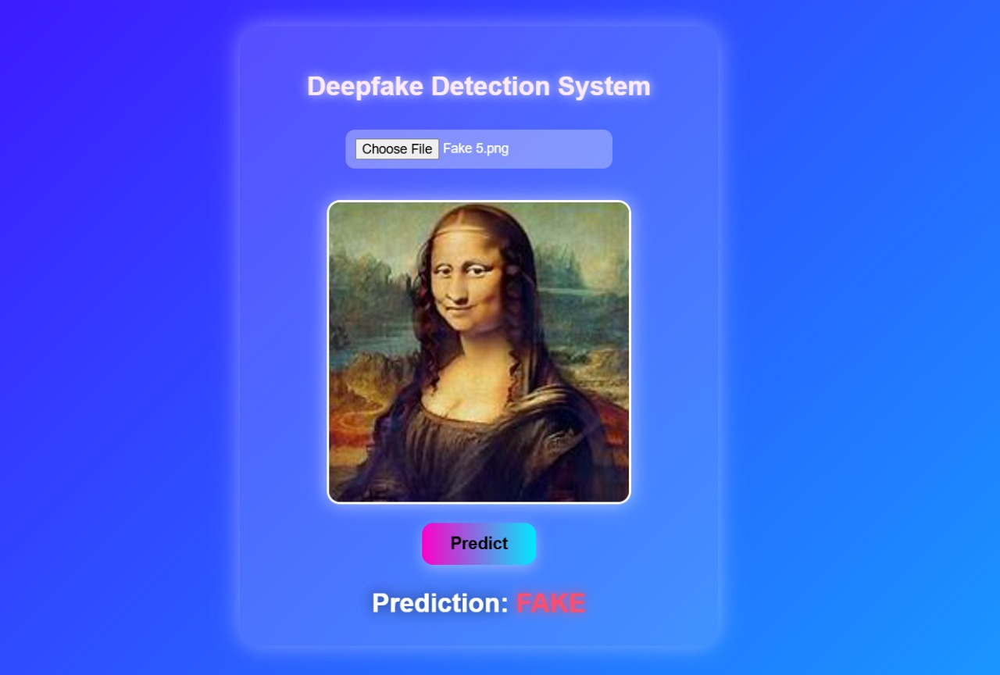 Deepfake Detection System
Choose File Fake 5.png
Predict
Prediction: FAKE